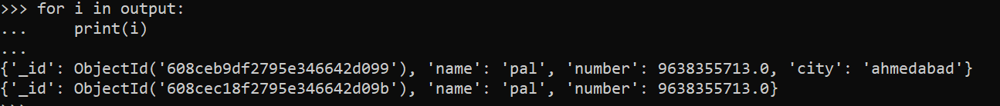 >>> for i in output:
...     print(i)
...
{'_id': ObjectId('608ceb9df2795e346642d099'), 'name': 'pal', 'number': 9638355713.0, 'city': 'ahmedabad'}
{'_id': ObjectId('608cec18f2795e346642d09b'), 'name': 'pal', 'number': 9638355713.0}
>>>